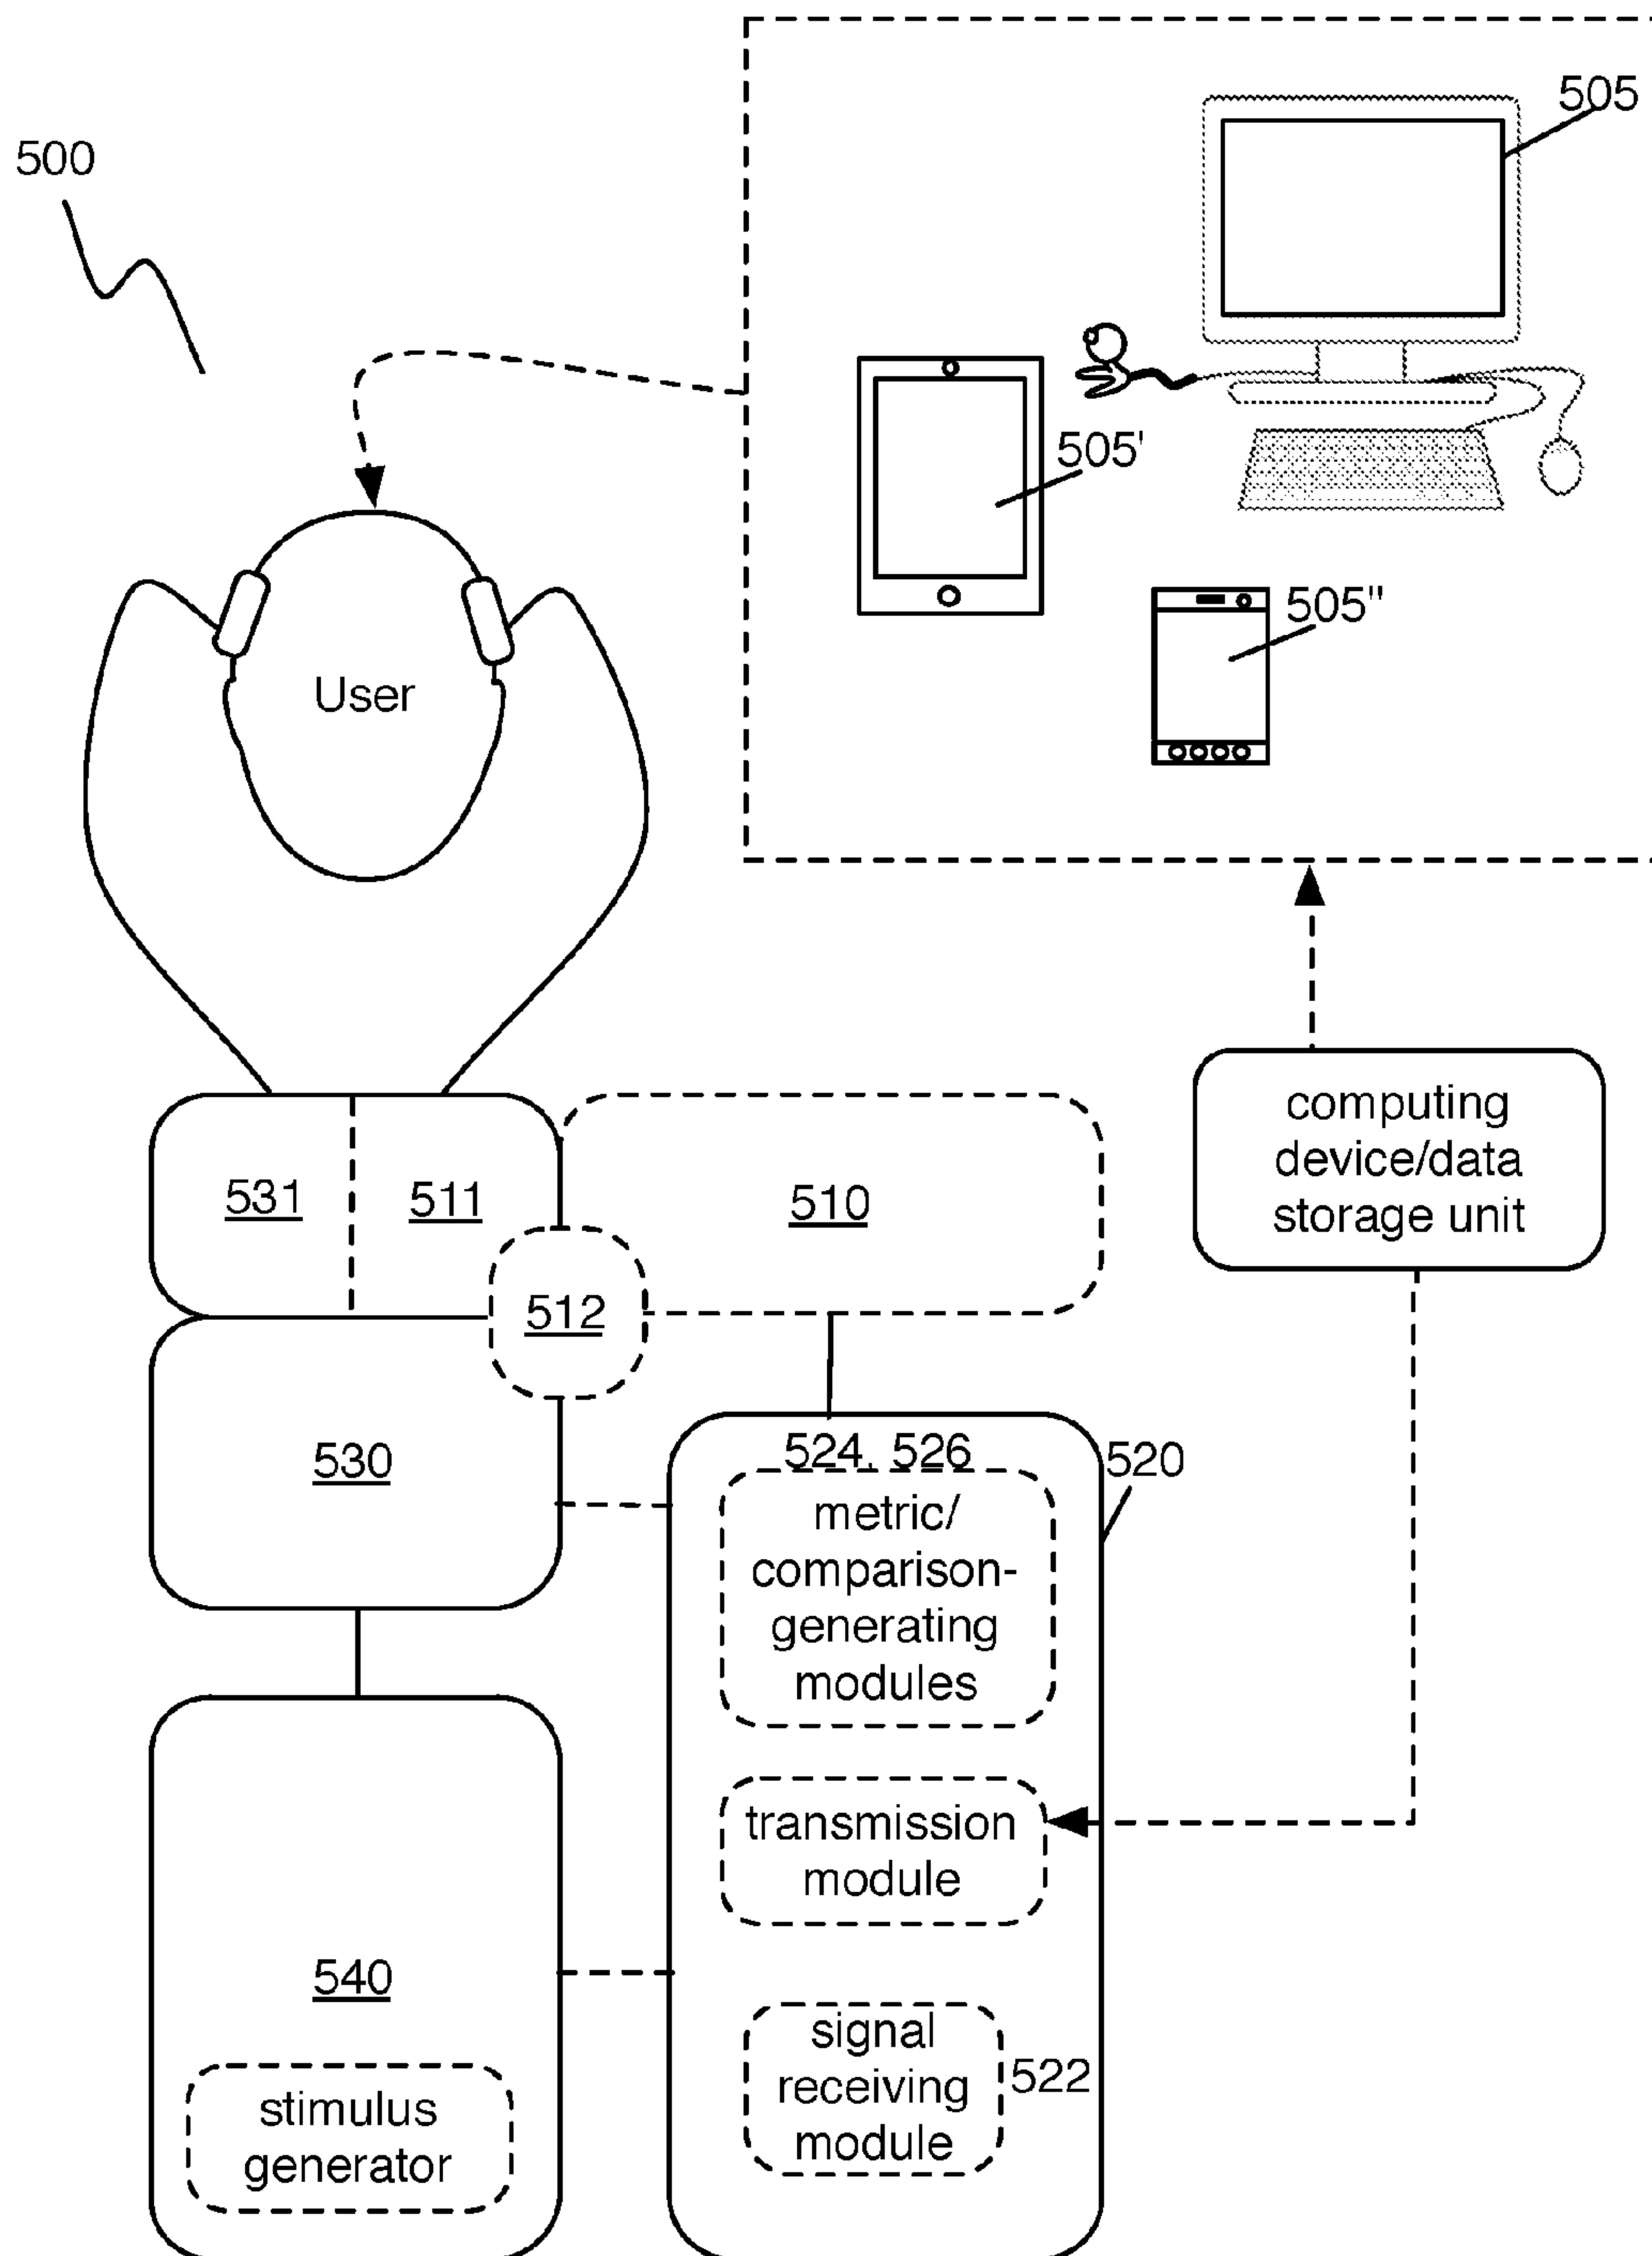 505
500
505'
505"
User
computing
device/data
storage unit
531
511
510
512
530
524, 526
520
metric/
comparison-
generating
modules
transmission
module
540
signal
receiving
module
522
stimulus
generator